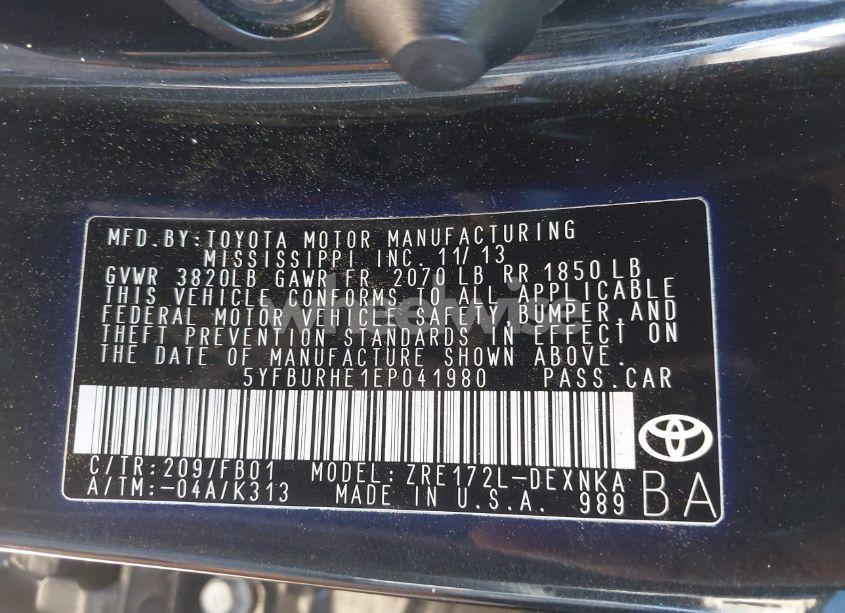 MFD.BY:TOYOTA MOTOR MANUFACTURING
MISSISSIPPI INC. 11/13
GVWR 3820LB GAWR FR 2070 LB RR 1850 LB
THIS VEHICLE CONFORMS TO ALL APPLICABLE
FEDERAL MOTOR VEHICLE SAFETY,BUMPER,AND
THEFT PREVENTION STANDARDS IN EFFECT ON
THE DATE OF MANUFACTURE SHOWN ABOVE.
5YFBURHE1EP041980 PASS.CAR
C/TR:209/FB01 MODEL:ZRE172L-DEXNKA
A/TM:-04A/K313 MADE IN U.S.A. 989
BA
wheelwise